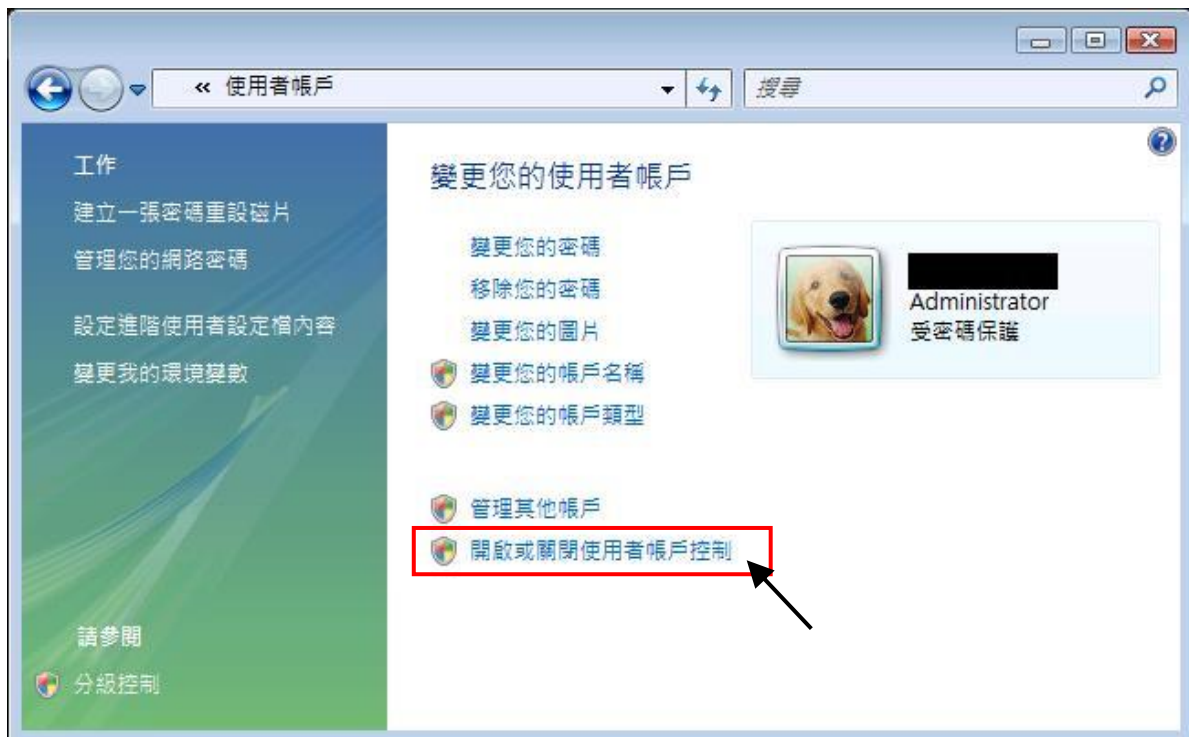 « 使用者帳戶
搜尋
工作
建立一張密碼重設磁片
管理您的網路密碼
設定進階使用者設定檔內容
變更我的環境變數
請參閱
分級控制
變更您的使用者帳戶
變更您的密碼
移除您的密碼
變更您的圖片
變更您的帳戶名稱
變更您的帳戶類型
管理其他帳戶
開啟或關閉使用者帳戶控制
Administrator
受密碼保護